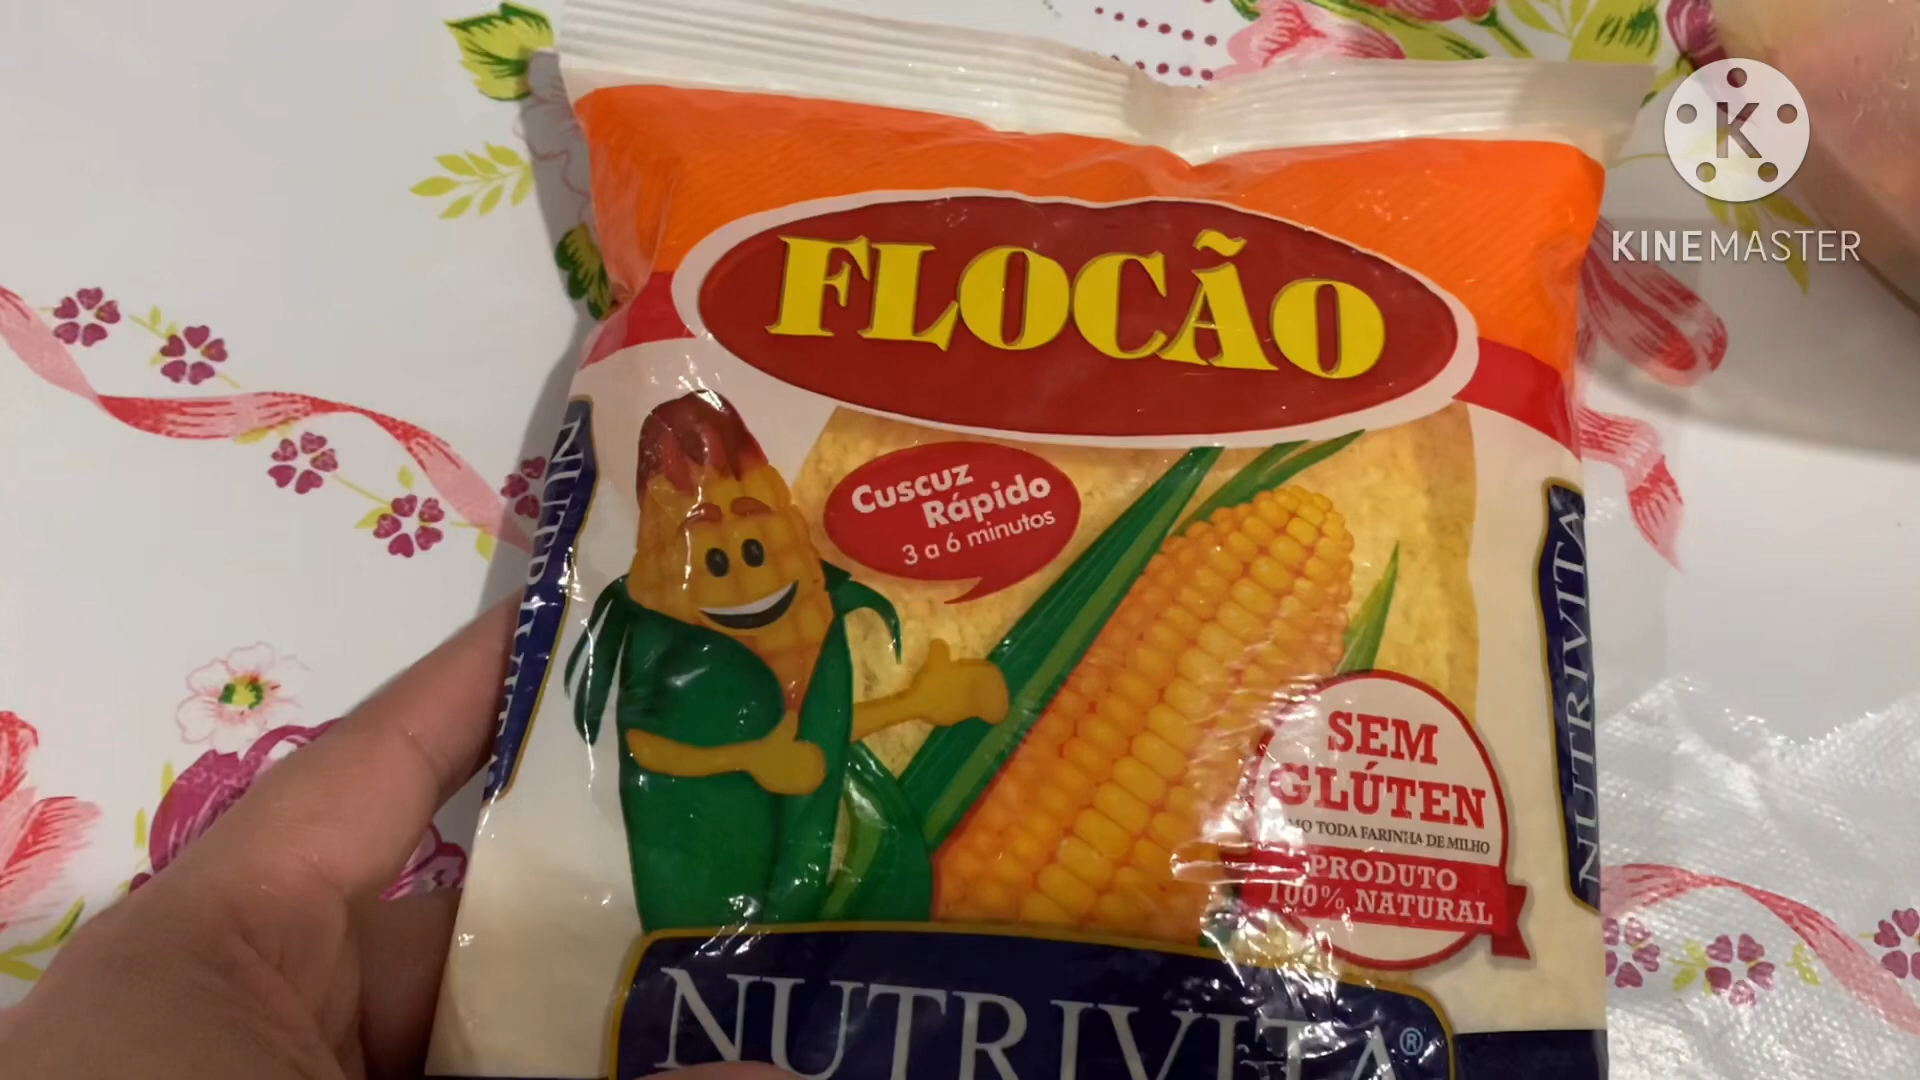 K
KINEMASTER
FLOCÃO
Cuscuz
Rápido
3 a 6 minutos
NUTRIVITA
NUTRIVITA
SEM
GLÚTEN
TODA FARINHA DE MILHO
PRODUTO
100% NATURAL
NUTRIVITA®